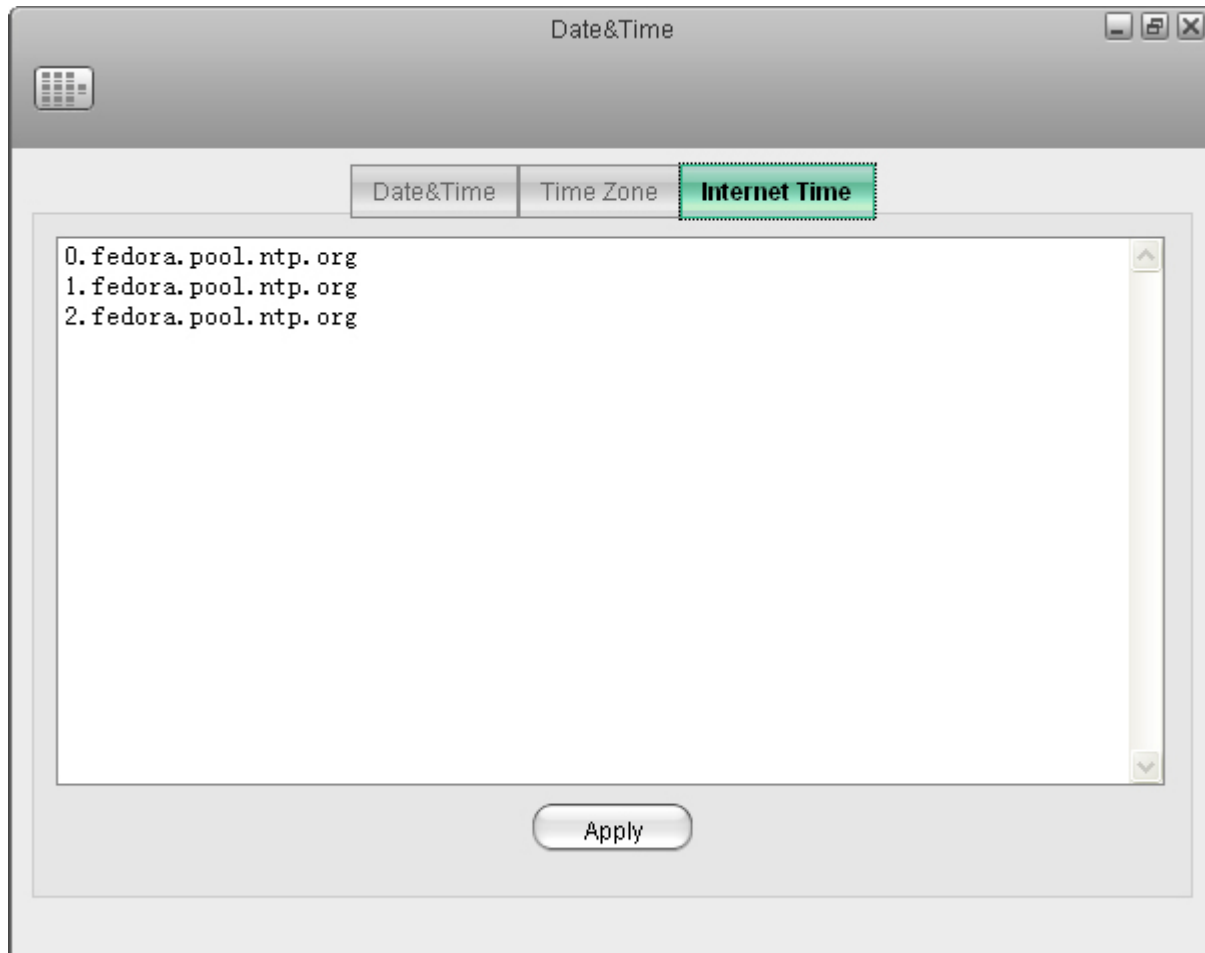 Date&Time
Date&Time Time Zone Internet Time
0.fedora.pool.ntp.org
1.fedora.pool.ntp.org
2.fedora.pool.ntp.org
Apply